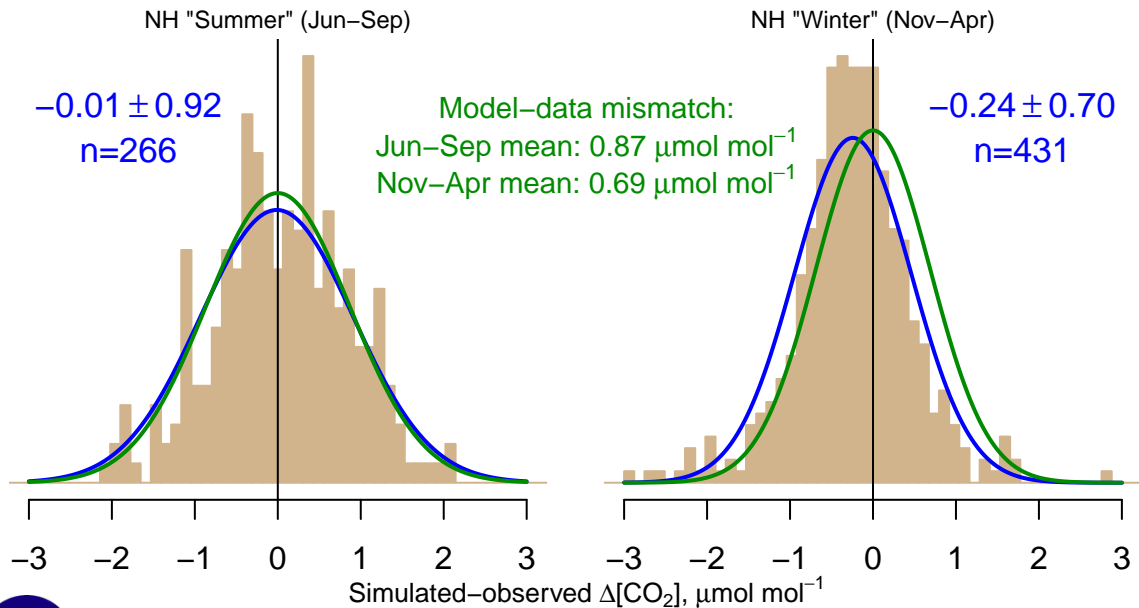 NH "Summer" (Jun−Sep)
−0.01 ± 0.92
n=266
Model−data mismatch:
Jun−Sep mean: 0.87 μmol mol⁻¹
Nov−Apr mean: 0.69 μmol mol⁻¹
NH "Winter" (Nov−Apr)
−0.24 ± 0.70
n=431
−3 −2 −1 0 1 2 3
−3 −2 −1 0 1 2 3
Simulated−observed Δ[CO₂], μmol mol⁻¹